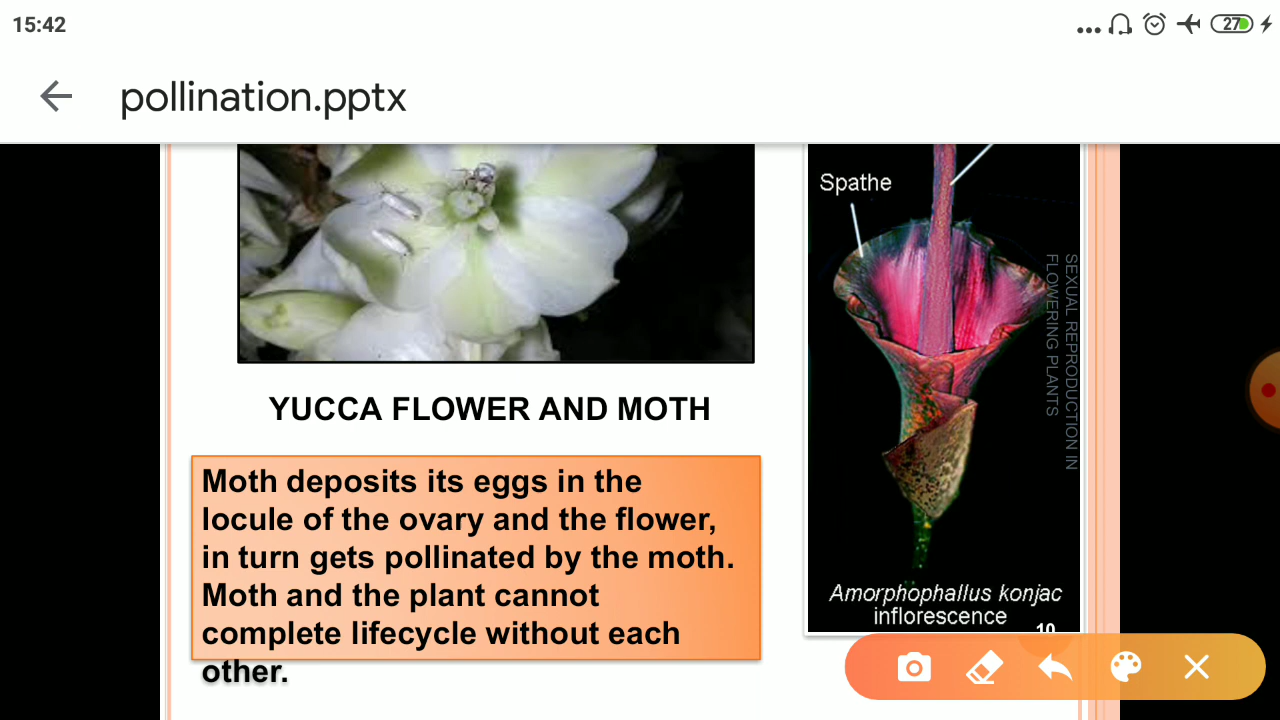 15:42
27
pollination.pptx
Spathe
SEXUAL REPRODUCTION IN
FLOWERING PLANTS
YUCCA FLOWER AND MOTH
Moth deposits its eggs in the
locule of the ovary and the flower,
in turn gets pollinated by the moth.
Moth and the plant cannot
complete lifecycle without each
other.
Amorphophallus konjac
inflorescence
10